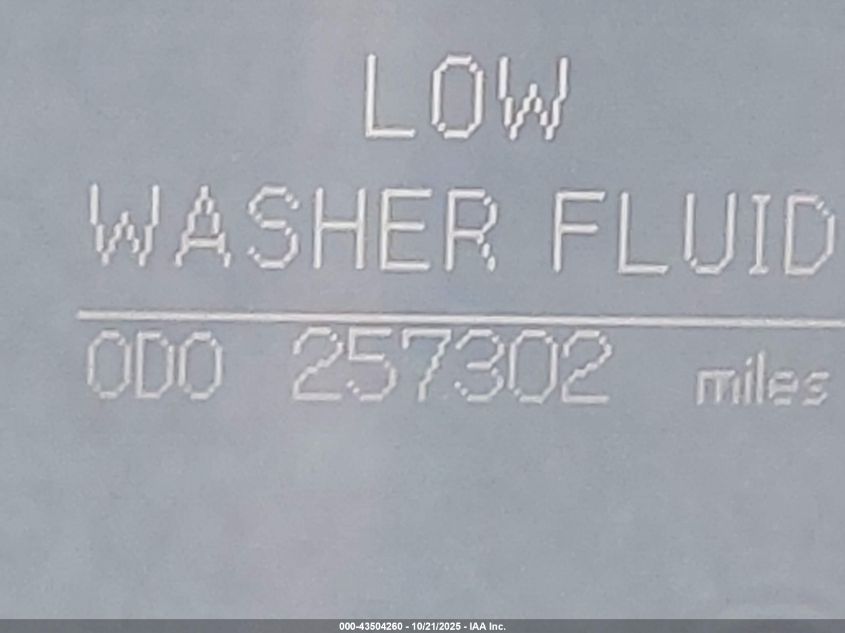 LOW
WASHER FLUID
ODO 257302 miles
000-43504260 - 10/21/2025 - IAA Inc.